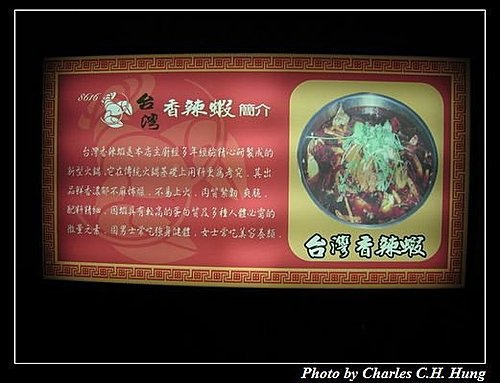 8616 台灣 香辣蝦 簡介
台灣香辣蝦是本店主廚經多年經驗精心研製成的
新型火鍋.它在傳統火鍋基礎上用料更為考究.其出
品鮮香濃郁不麻辣燥.不易上火.肉質緊韌爽脆.
配料精細.因蝦具有較高的蛋白質及多種人體必需的
微量元素.因男士常吃強身健體.女士常吃美容養顏.
台灣香辣蝦
Photo by Charles C.H. Hung